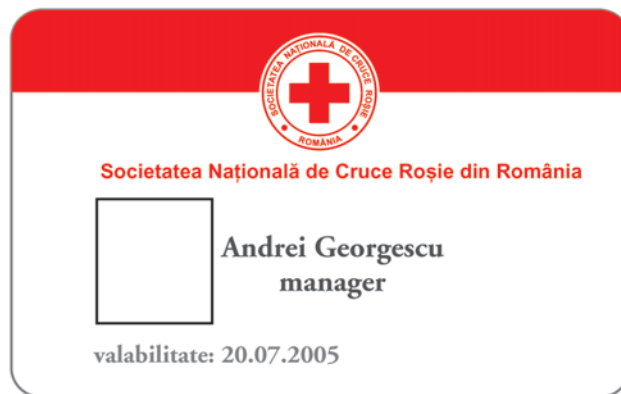 SOCIETATEA NAȚIONALĂ DE CRUCE ROȘIE
ROMÂNIA
Societatea Națională de Cruce Roșie din România
Andrei Georgescu
manager
valabilitate: 20.07.2005